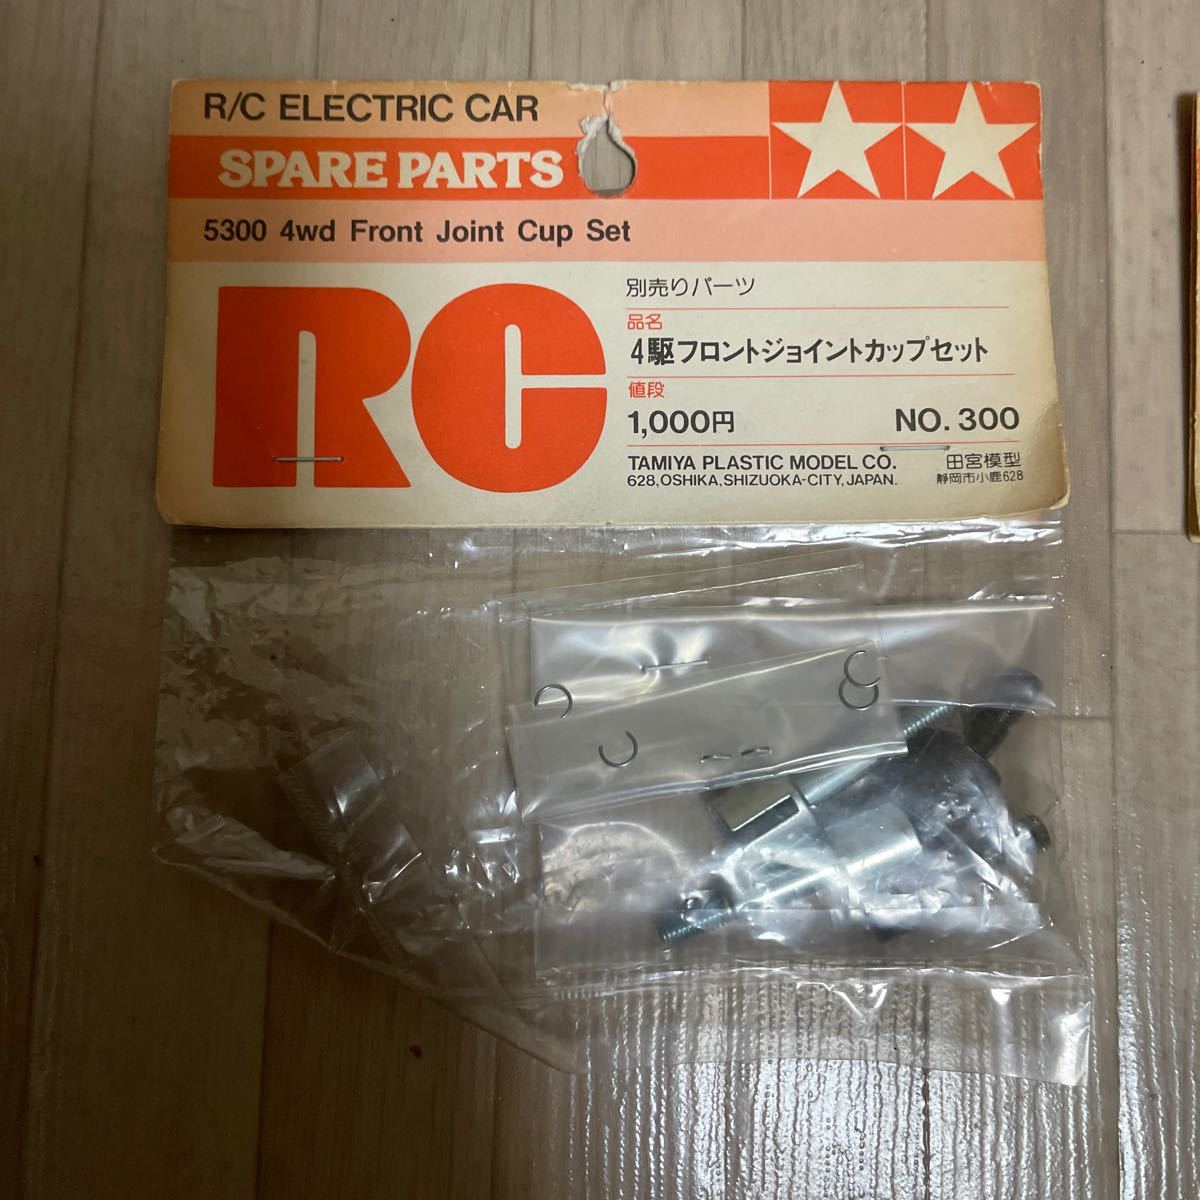 R/C ELECTRIC CAR
SPARE PARTS
5300 4wd Front Joint Cup Set
RC
別売りパーツ
品名
4駆フロントジョイントカップセット
値段
1,000円 NO. 300
TAMIYA PLASTIC MODEL CO. 田宮模型
628, OSHIKA, SHIZUOKA-CITY, JAPAN. 静岡市小鹿628